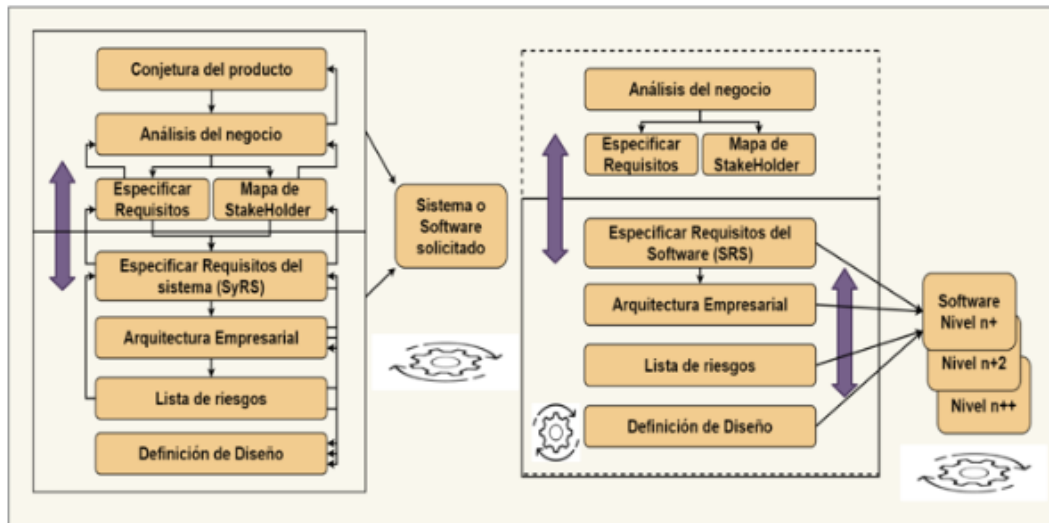 Conjetura del producto
Análisis del negocio
Especificar
Requisitos
Mapa de
StakeHolder
Especificar Requisitos del
sistema (SyRS)
Arquitectura Empresarial
Lista de riesgos
Definición de Diseño
Sistema o
Software
solicitado
Análisis del negocio
Especificar
Requisitos
Mapa de
StakeHolder
Especificar Requisitos del
Software (SRS)
Arquitectura Empresarial
Lista de riesgos
Definición de Diseño
Software
Nivel n+
Nivel n+2
Nivel n++